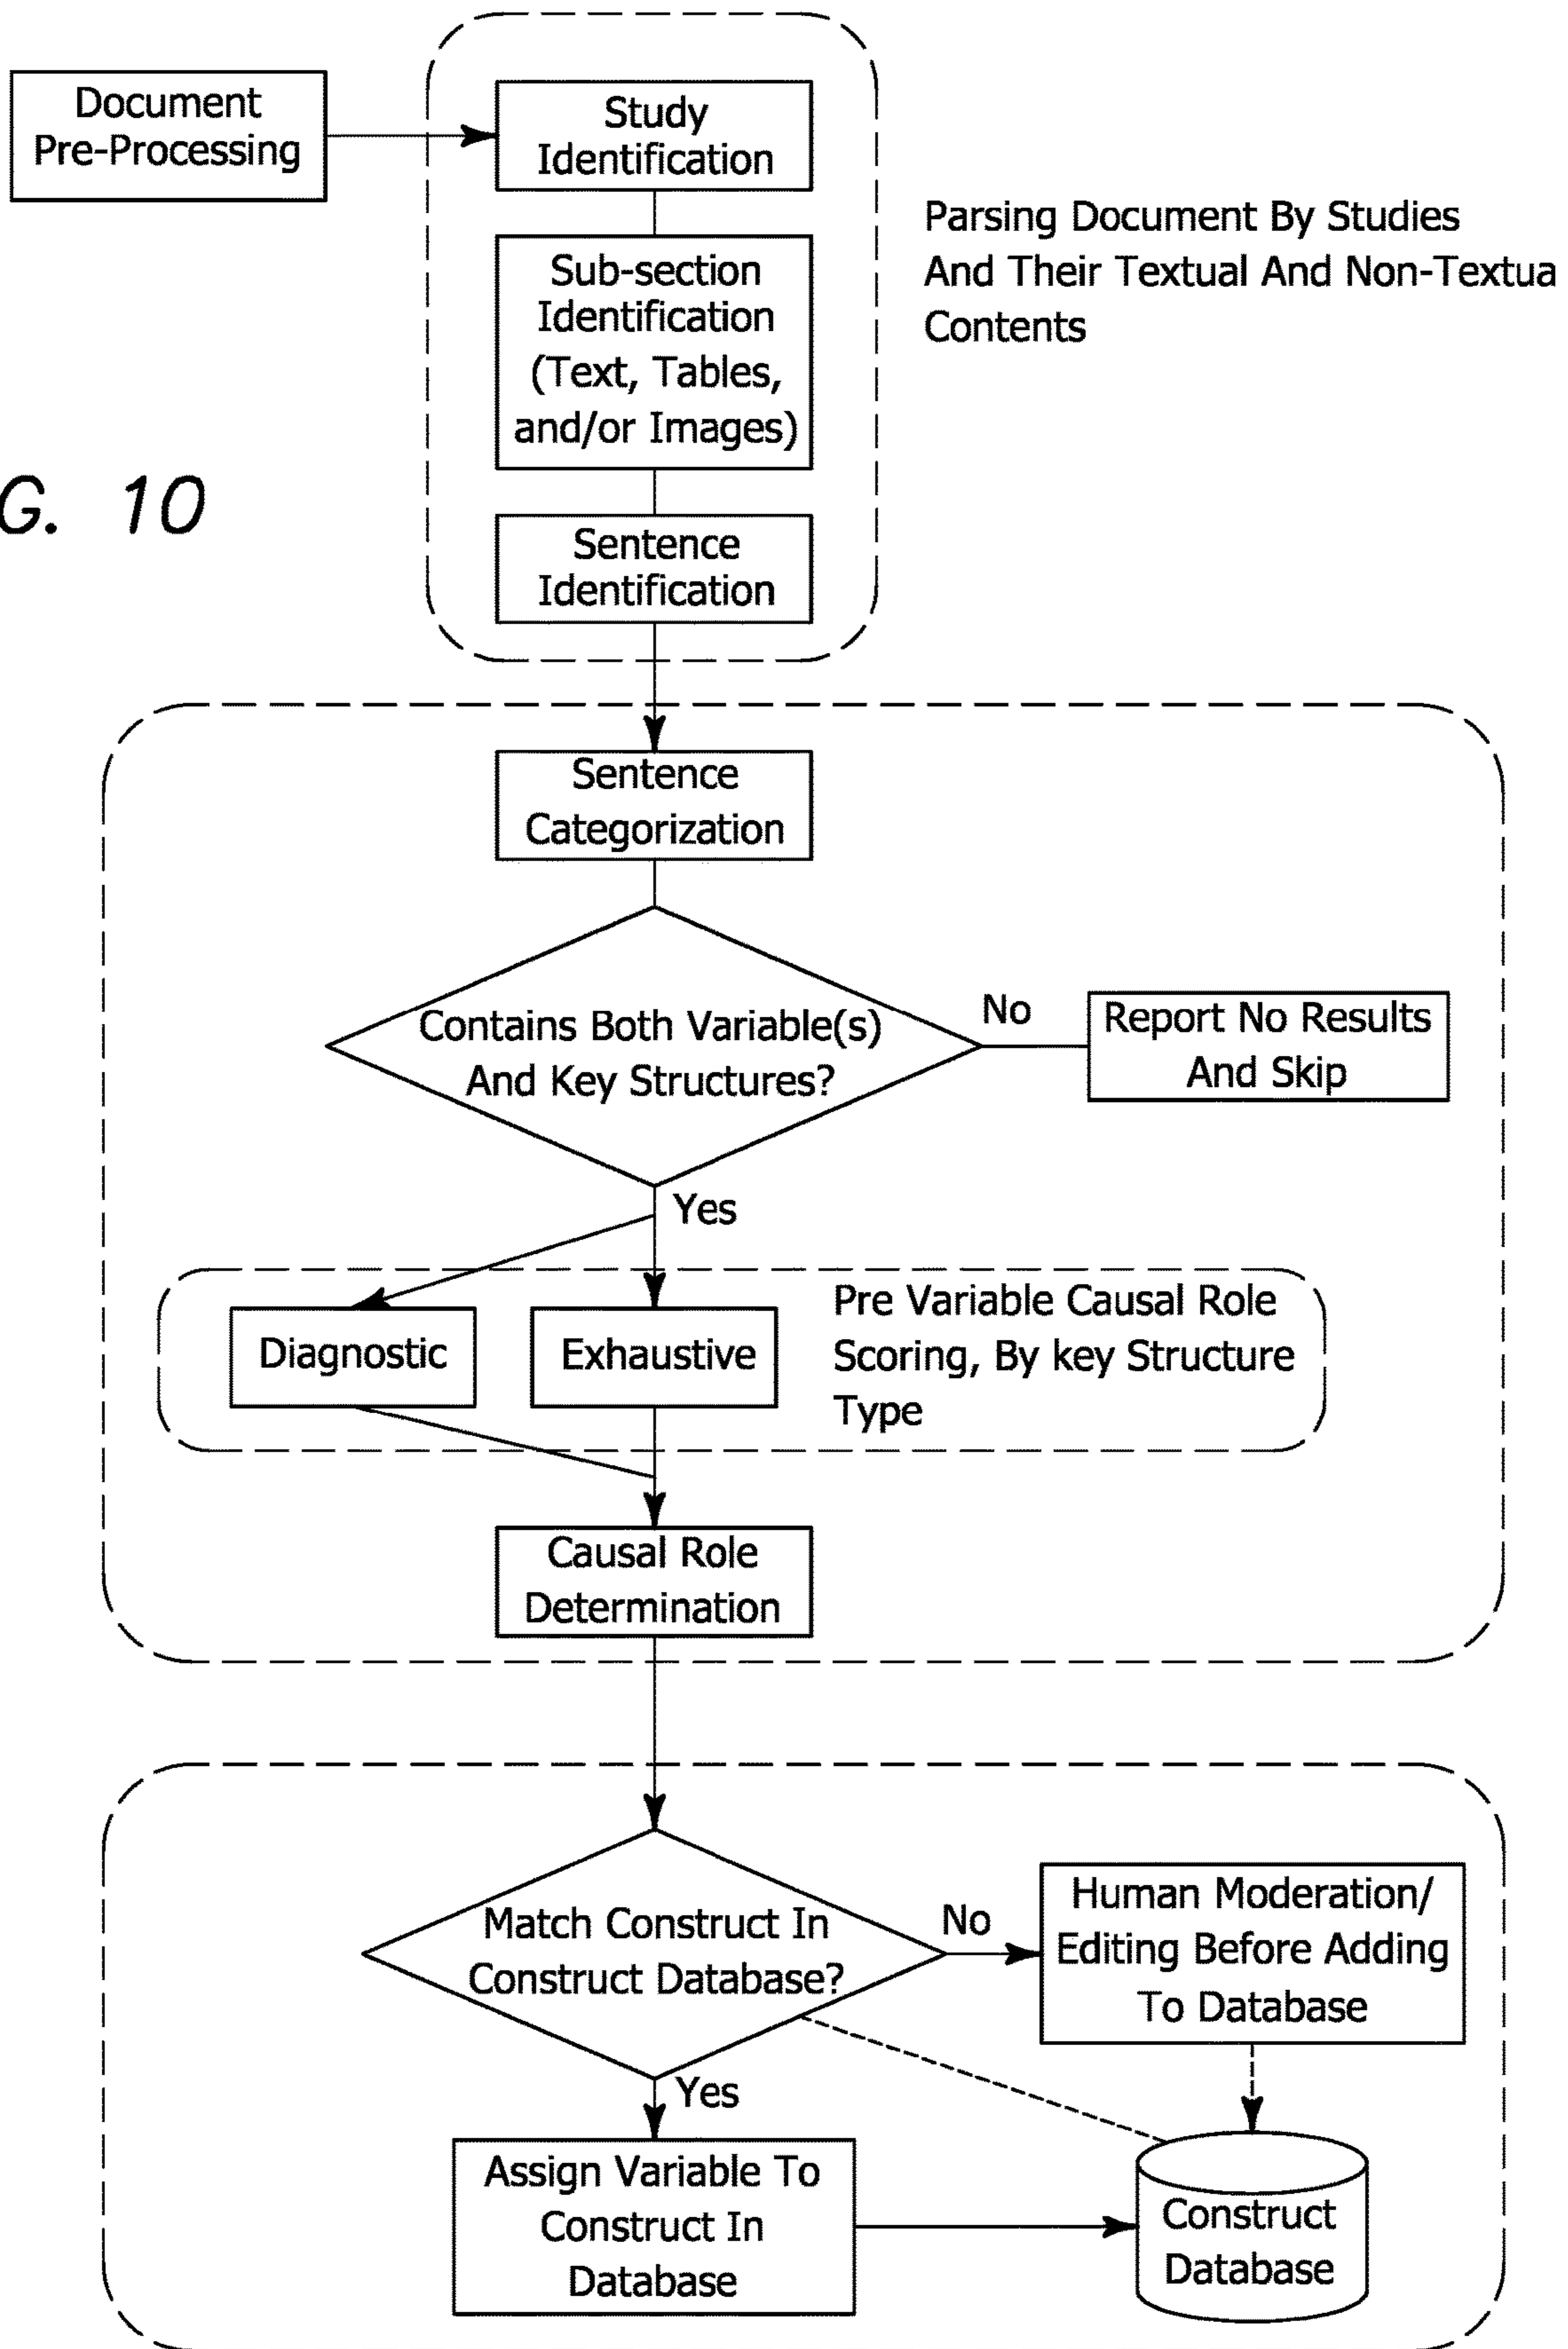 Document
Pre-Processing
Study
Identification
Sub-section
Identification
(Text, Tables,
and/or Images)
Sentence
Identification
Parsing Document By Studies
And Their Textual And Non-Textua
Contents
G. 10
Sentence
Categorization
Contains Both Variable(s)
And Key Structures?
No
Report No Results
And Skip
Yes
Diagnostic
Exhaustive
Pre Variable Causal Role
Scoring, By key Structure
Type
Causal Role
Determination
Match Construct In
Construct Database?
No
Human Moderation/
Editing Before Adding
To Database
Yes
Assign Variable To
Construct In
Database
Construct
Database